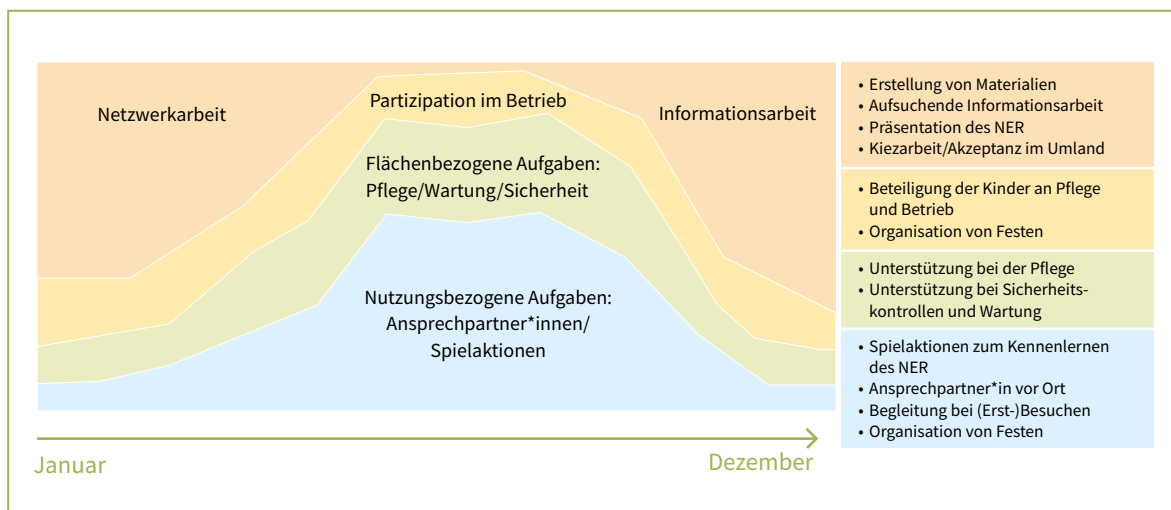 Netzwerkarbeit
Partizipation im Betrieb
Informationsarbeit
Flächenbezogene Aufgaben:
Pflege/Wartung/Sicherheit
Nutzungsbezogene Aufgaben:
Ansprechpartner*innen/
Spielaktionen
• Erstellung von Materialien
• Aufsuchende Informationsarbeit
• Präsentation des NER
• Kiezarbeit/Akzeptanz im Umland
• Beteiligung der Kinder an Pflege
und Betrieb
• Organisation von Festen
• Unterstützung bei der Pflege
• Unterstützung bei Sicherheits-
kontrollen und Wartung
• Spielaktionen zum Kennenlernen
des NER
• Ansprechpartner*in vor Ort
• Begleitung bei (Erst-)Besuchen
• Organisation von Festen
Januar
Dezember